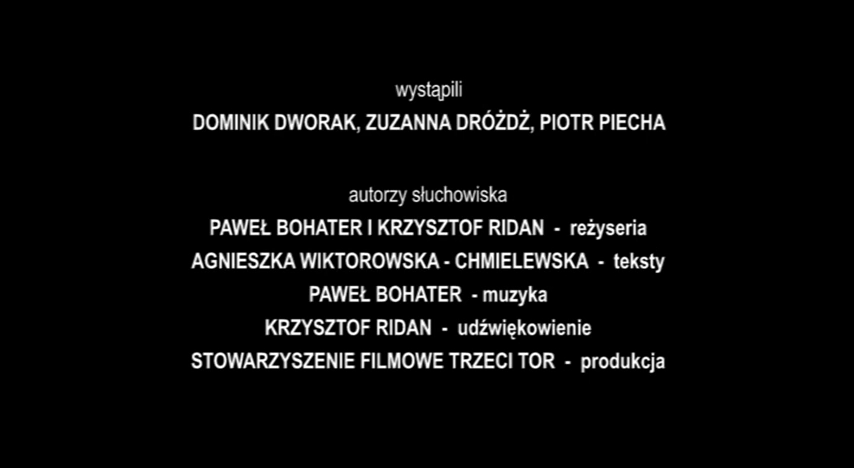 wystąpili
DOMINIK DWORAK, ZUZANNA DRÓŻDŻ, PIOTR PIECHA
autorzy słuchowiska
PAWEŁ BOHATER I KRZYSZTOF RIDAN - reżyseria
AGNIESZKA WIKTOROWSKA - CHMIELEWSKA - teksty
PAWEŁ BOHATER - muzyka
KRZYSZTOF RIDAN - udźwiękowienie
STOWARZYSZENIE FILMOWE TRZECI TOR - produkcja